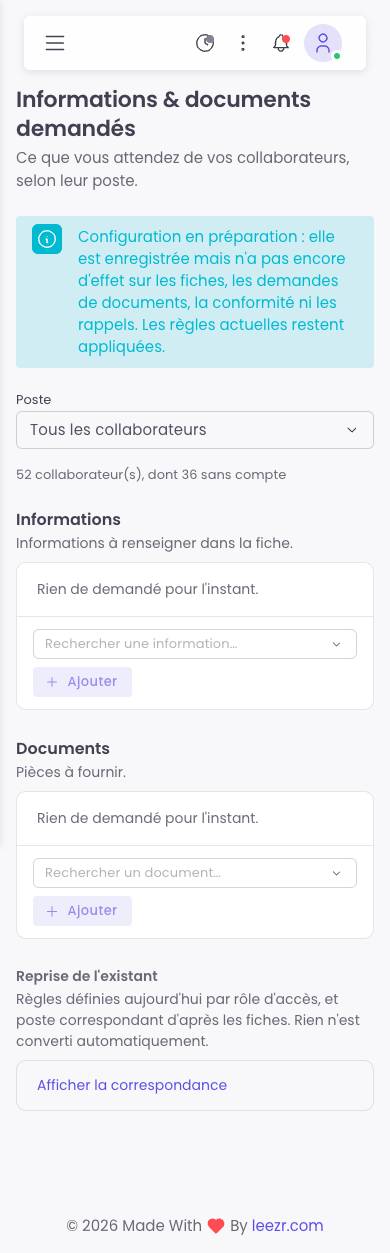 Informations & documents
demandés
Ce que vous attendez de vos collaborateurs,
selon leur poste.
Configuration en préparation : elle
est enregistrée mais n'a pas encore
d'effet sur les fiches, les demandes
de documents, la conformité ni les
rappels. Les règles actuelles restent
appliquées.
Poste
Tous les collaborateurs
52 collaborateur(s), dont 36 sans compte
Informations
Informations à renseigner dans la fiche.
Rien de demandé pour l'instant.
Rechercher une information…
Ajouter
Documents
Pièces à fournir.
Rien de demandé pour l'instant.
Rechercher un document…
Ajouter
Reprise de l'existant
Règles définies aujourd'hui par rôle d'accès, et
poste correspondant d'après les fiches. Rien n'est
converti automatiquement.
Afficher la correspondance
© 2026 Made With By leezr.com